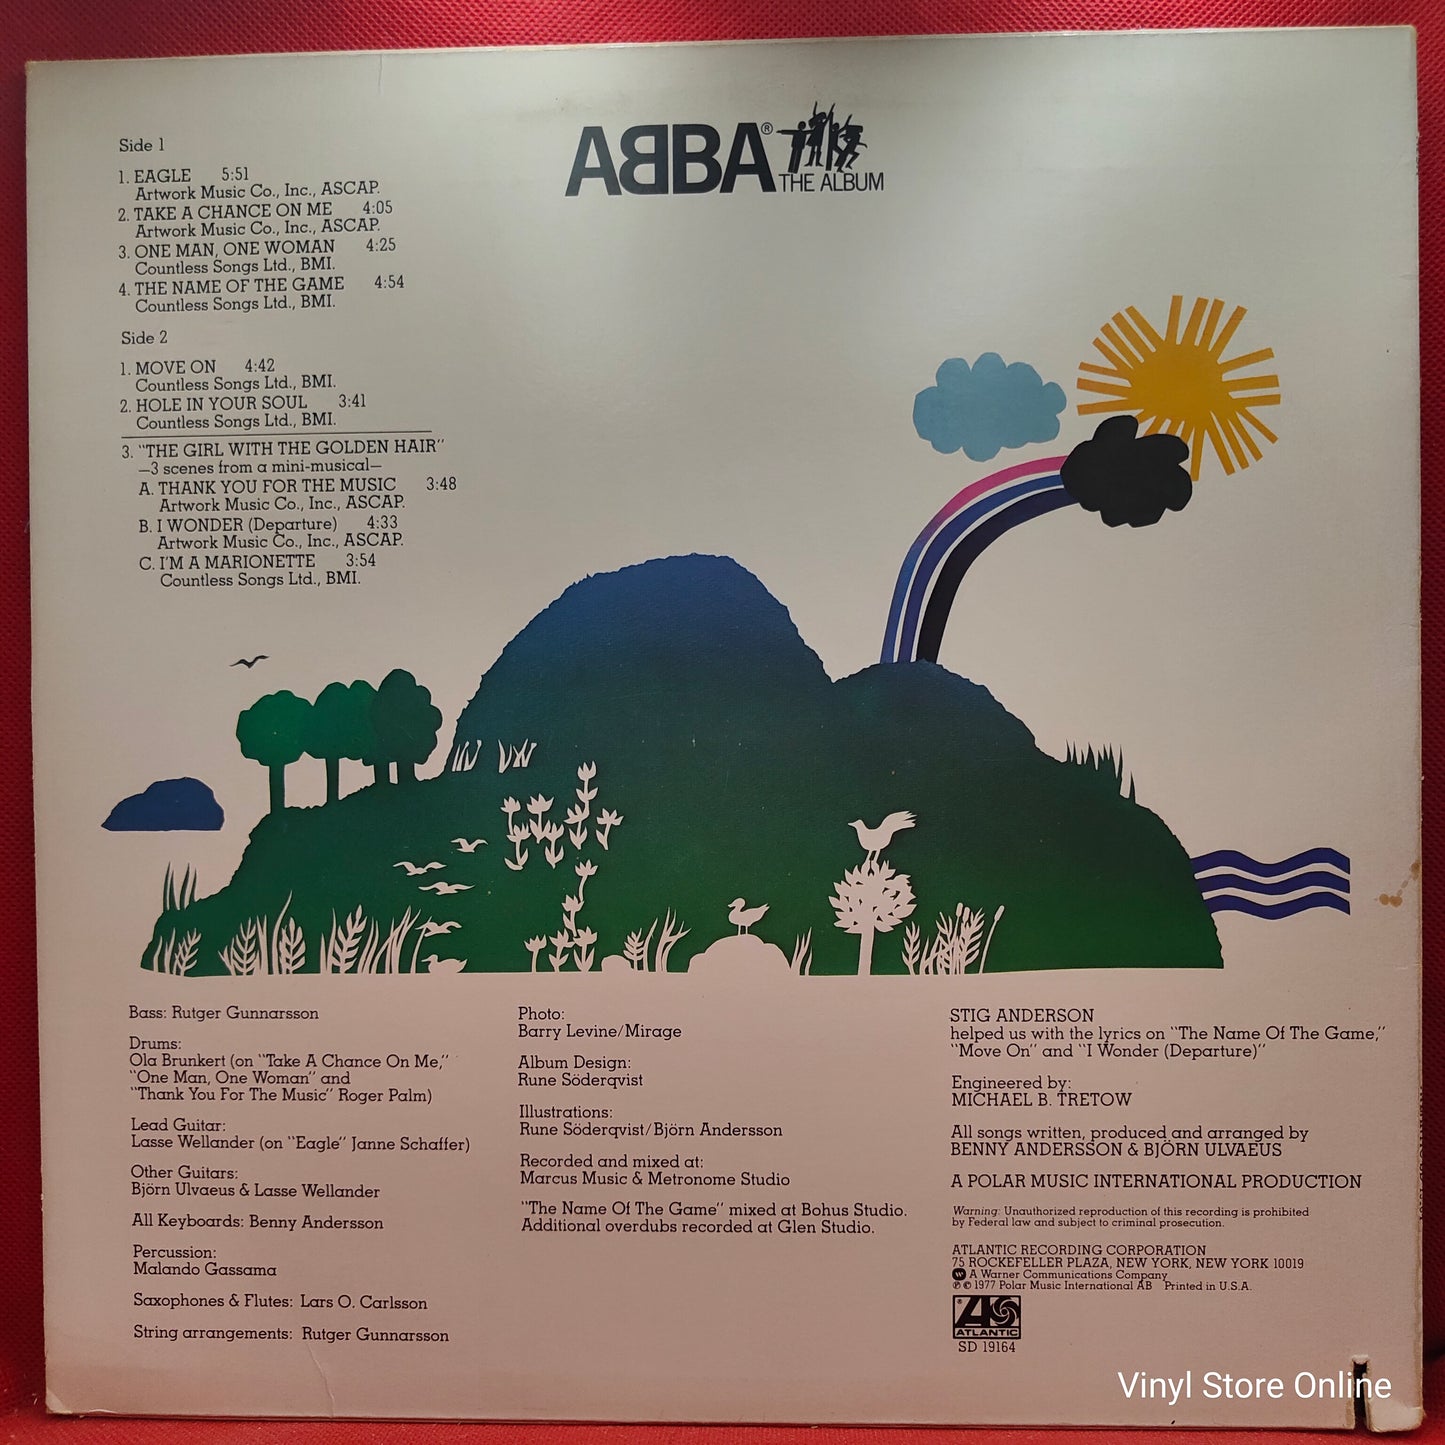 ABBA®
THE ALBUM
Side 1
1. EAGLE 5:51
Artwork Music Co., Inc., ASCAP.
2. TAKE A CHANCE ON ME 4:05
Artwork Music Co., Inc., ASCAP.
3. ONE MAN, ONE WOMAN 4:25
Countless Songs Ltd., BMI.
4. THE NAME OF THE GAME 4:54
Countless Songs Ltd., BMI.
Side 2
1. MOVE ON 4:42
Countless Songs Ltd., BMI.
2. HOLE IN YOUR SOUL 3:41
Countless Songs Ltd., BMI.
3. "THE GIRL WITH THE GOLDEN HAIR"
—3 scenes from a mini-musical—
A. THANK YOU FOR THE MUSIC 3:48
Artwork Music Co., Inc., ASCAP.
B. I WONDER (Departure) 4:33
Artwork Music Co., Inc., ASCAP.
C. I'M A MARIONETTE 3:54
Countless Songs Ltd., BMI.
Bass: Rutger Gunnarsson
Drums:
Ola Brunkert (on "Take A Chance On Me,"
"One Man, One Woman" and
"Thank You For The Music" Roger Palm)
Lead Guitar:
Lasse Wellander (on "Eagle" Janne Schaffer)
Other Guitars:
Björn Ulvaeus & Lasse Wellander
All Keyboards: Benny Andersson
Percussion:
Malando Gassama
Saxophones & Flutes: Lars O. Carlsson
String arrangements: Rutger Gunnarsson
Photo:
Barry Levine/Mirage
Album Design:
Rune Söderqvist
Illustrations:
Rune Söderqvist/Björn Andersson
Recorded and mixed at:
Marcus Music & Metronome Studio
"The Name Of The Game" mixed at Bohus Studio.
Additional overdubs recorded at Glen Studio.
STIG ANDERSON
helped us with the lyrics on "The Name Of The Game,"
"Move On" and "I Wonder (Departure)"
Engineered by:
MICHAEL B. TRETOW
All songs written, produced and arranged by
BENNY ANDERSSON & BJÖRN ULVAEUS
A POLAR MUSIC INTERNATIONAL PRODUCTION
Warning: Unauthorized reproduction of this recording is prohibited
by Federal law and subject to criminal prosecution.
ATLANTIC RECORDING CORPORATION
75 ROCKEFELLER PLAZA, NEW YORK, NEW YORK 10019
A Warner Communications Company
℗ © 1977 Polar Music International AB Printed in U.S.A.
ATLANTIC
SD 19164
Vinyl Store Online